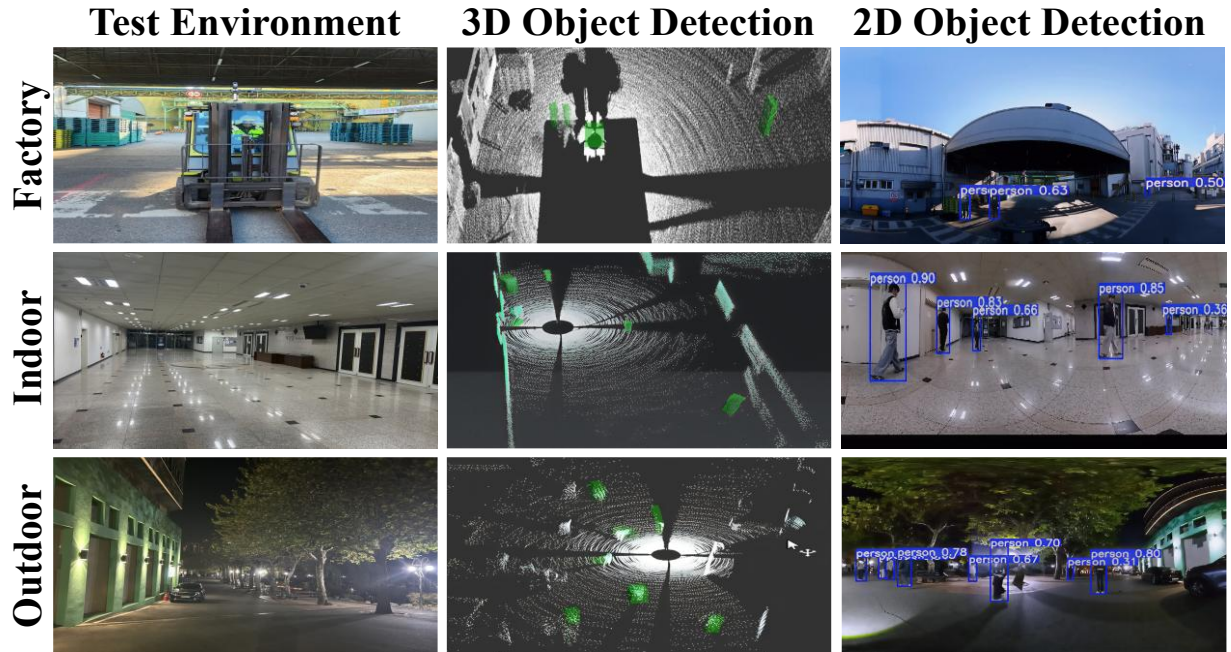 Test Environment
3D Object Detection
2D Object Detection
Factory
person
person 0.63
person 0.50
Indoor
person 0.90
person 0.83
person 0.66
person 0.85
person 0.36
Outdoor
person
0.78
person 0.70
0.67
person 0.80
0.31